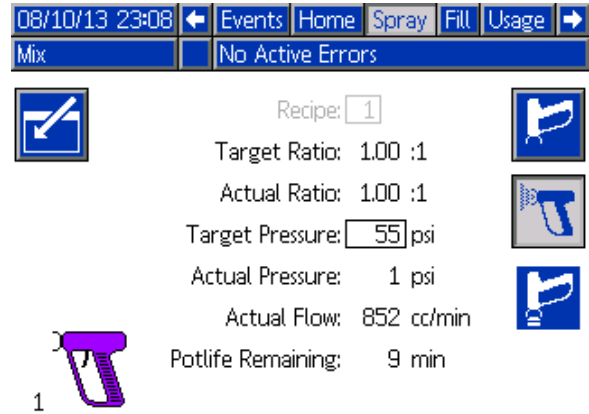 08/10/13 23:08 Events Home Spray Fill Usage
Mix No Active Errors
Recipe: 1
Target Ratio: 1.00 :1
Actual Ratio: 1.00 :1
Target Pressure: 55 psi
Actual Pressure: 1 psi
Actual Flow: 852 cc/min
Potlife Remaining: 9 min
1